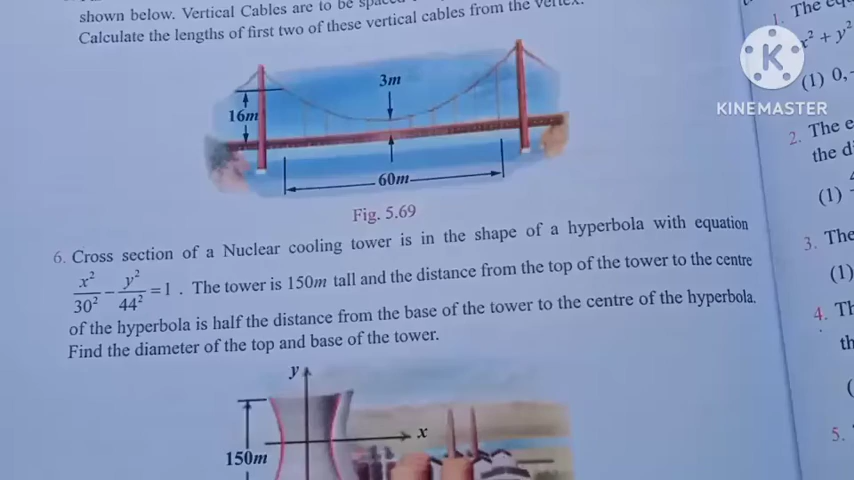 shown below. Vertical Cables are to be spaced
Calculate the lengths of first two of these vertical cables from the vertex.
3m
16m
60m
Fig. 5.69
6. Cross section of a Nuclear cooling tower is in the shape of a hyperbola with equation
x²/30² - y²/44² = 1 . The tower is 150m tall and the distance from the top of the tower to the centre
of the hyperbola is half the distance from the base of the tower to the centre of the hyperbola.
Find the diameter of the top and base of the tower.
y
x
150m
1. The
x² + y²
(1) 0,
2. The
the
(1)
3. The
(1)
4.
5.
K
KINEMASTER